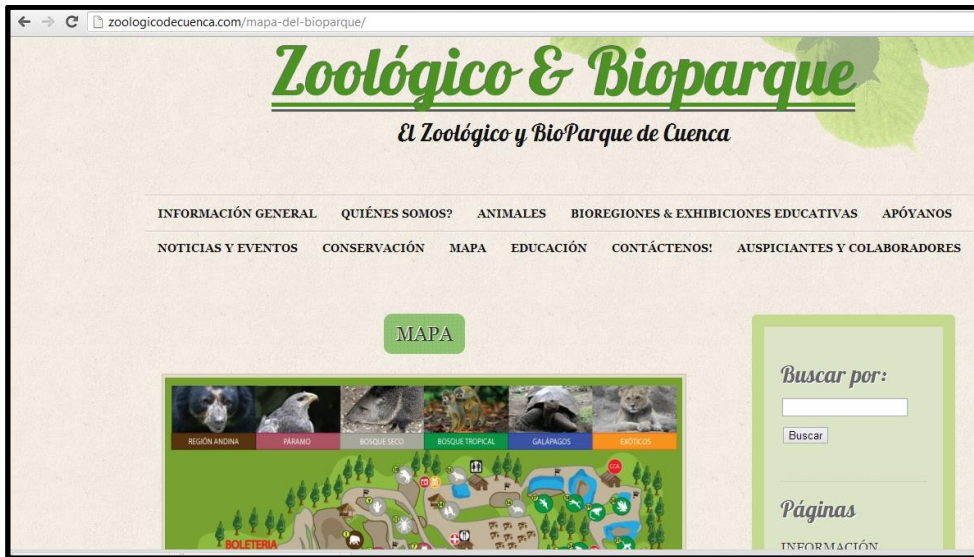 zoologicodecuenca.com/mapa-del-bioparque/
Zoológico & Bioparque
El Zoológico y BioParque de Cuenca
INFORMACIÓN GENERAL QUIÉNES SOMOS? ANIMALES BIOREGIONES & EXHIBICIONES EDUCATIVAS APÓYANOS
NOTICIAS Y EVENTOS CONSERVACIÓN MAPA EDUCACIÓN CONTÁCTENOS! AUSPICIANTES Y COLABORADORES
MAPA
REGIÓN ANDINA PÁRAMO BOSQUE SECO BOSQUE TROPICAL GALÁPAGOS EXÓTICOS
CCA
BOLETERIA
Buscar por:
Buscar
Páginas
INFORMACIÓN